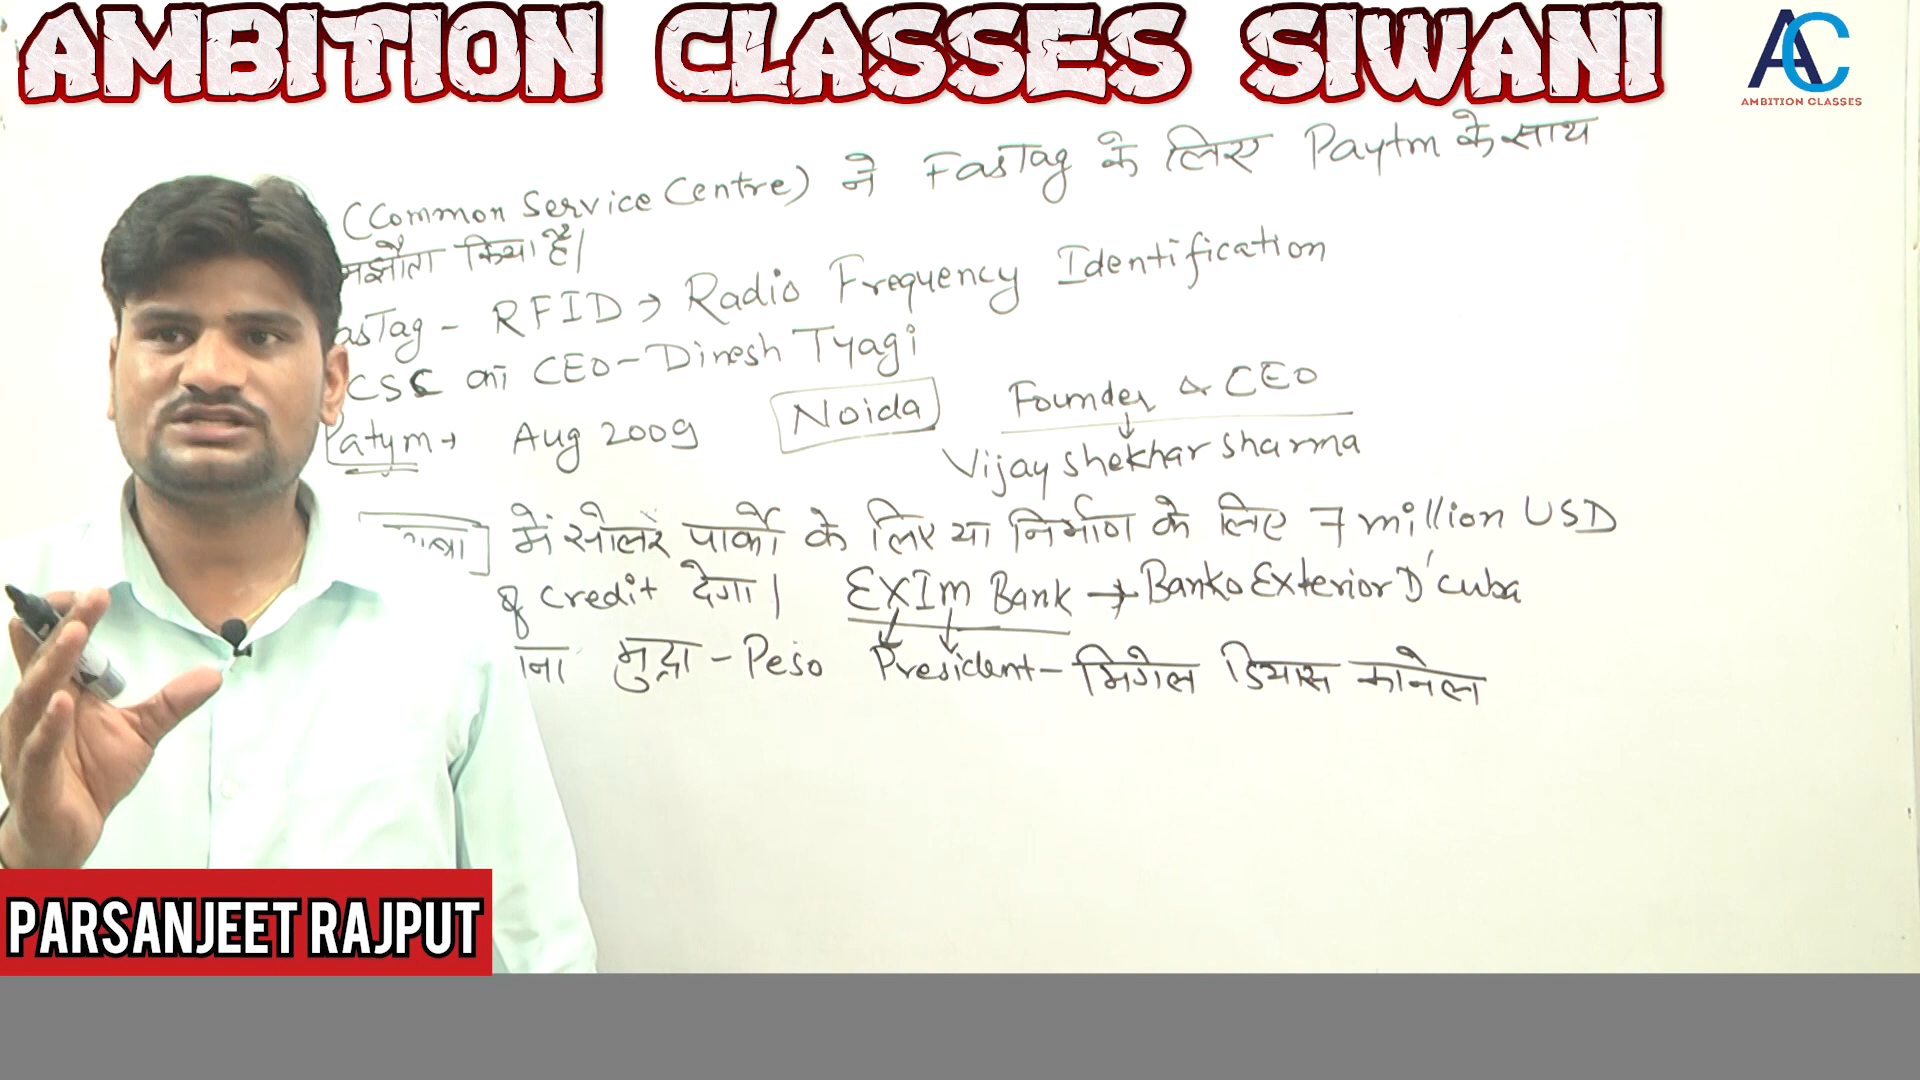 AMBITION CLASSES SIWANI
AC
AMBITION CLASSES
(Common Service Centre) ने FasTag के लिए Paytm के साथ
किया है।
asTag - RFID → Radio Frequency Identification
CSC का CEO - Dinesh Tyagi
Patym → Aug 2009 Noida Founder & CEO
Vijay Shekhar Sharma
में सोलर पार्को के लिए या निर्माण के लिए 7 million USD
credit देगा। EXIm Bank → Banko Exterior D'cuba
मुद्रा - Peso President - मिगेल डियास कानेल
PARSANJEET RAJPUT